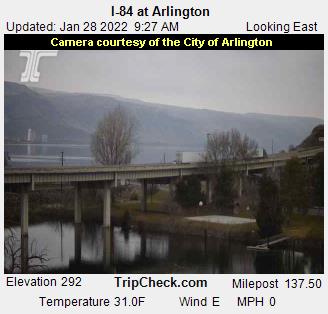 I-84 at Arlington
Updated: Jan 28 2022 9:27 AM Looking East
Camera courtesy of the City of Arlington
Elevation 292 TripCheck.com Milepost 137.50
Temperature 31.0F Wind E MPH 0